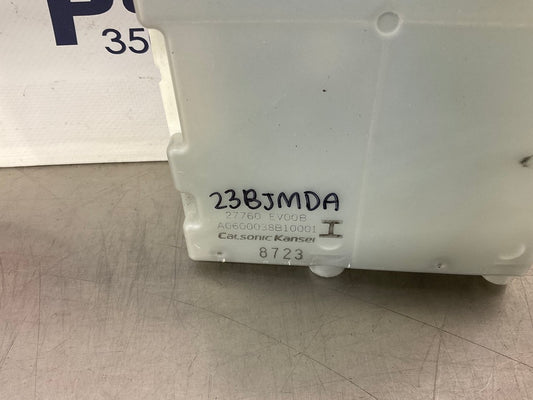 35
23BJMDA
27760 EV00B
A0600038B10001
Calsonic Kansei
I
8723